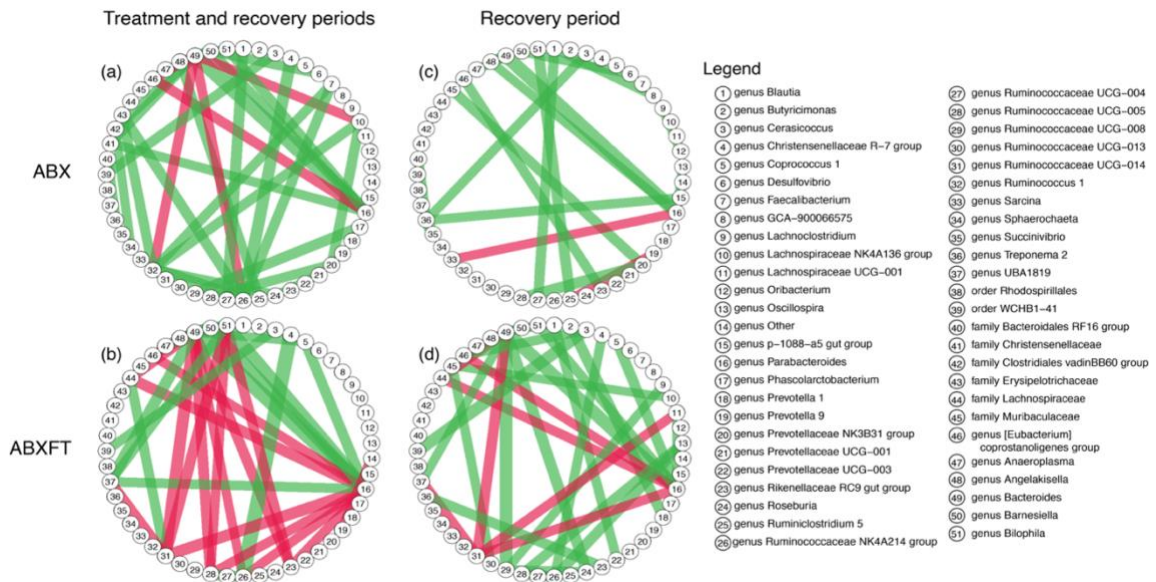 Treatment and recovery periods
Recovery period
ABX
ABXFT
(a)
(c)
(b)
(d)
Legend
1 genus Blautia
2 genus Butyricimonas
3 genus Cerasicoccus
4 genus Christensenellaceae R-7 group
5 genus Coprococcus 1
6 genus Desulfovibrio
7 genus Faecalibacterium
8 genus GCA-900066575
9 genus Lachnoclostridium
10 genus Lachnospiraceae NK4A136 group
11 genus Lachnospiraceae UCG-001
12 genus Oribacterium
13 genus Oscillospira
14 genus Other
15 genus p-1088-a5 gut group
16 genus Parabacteroides
17 genus Phascolarctobacterium
18 genus Prevotella 1
19 genus Prevotella 9
20 genus Prevotellaceae NK3B31 group
21 genus Prevotellaceae UCG-001
22 genus Prevotellaceae UCG-003
23 genus Rikenellaceae RC9 gut group
24 genus Roseburia
25 genus Ruminiclostridium 5
26 genus Ruminococcaceae NK4A214 group
27 genus Ruminococcaceae UCG-004
28 genus Ruminococcaceae UCG-005
29 genus Ruminococcaceae UCG-008
30 genus Ruminococcaceae UCG-013
31 genus Ruminococcaceae UCG-014
32 genus Ruminococcus 1
33 genus Sarcina
34 genus Sphaerochaeta
35 genus Succinivibrio
36 genus Treponema 2
37 genus UBA1819
38 order Rhodospirillales
39 order WCHB1-41
40 family Bacteroidales RF16 group
41 family Christensenellaceae
42 family Clostridiales vadinBB60 group
43 family Erysipelotrichaceae
44 family Lachnospiraceae
45 family Muribaculaceae
46 genus [Eubacterium]
coprostanoligenes group
47 genus Anaeroplasma
48 genus Angelakisella
49 genus Bacteroides
50 genus Barnesiella
51 genus Bilophila